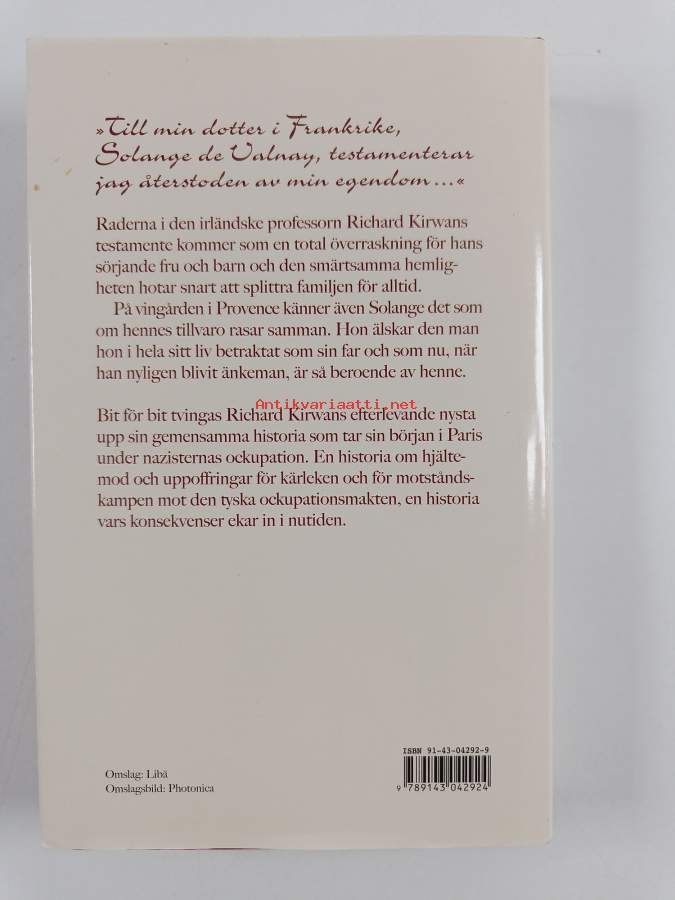 »Till min dotter i Frankrike,
Solange de Valnay, testamenterar
jag återstoden av min egendom…«
Raderna i den irländske professorn Richard Kirwans
testamente kommer som en total överraskning för hans
sörjande fru och barn och den smärtsamma hemlig-
heten hotar snart att splittra familjen för alltid.
På vingården i Provence känner även Solange det som
om hennes tillvaro rasar samman. Hon älskar den man
hon i hela sitt liv betraktat som sin far och som nu, när
han nyligen blivit änkeman, är så beroende av henne.
Antikvariaatti.net
Bit för bit tvingas Richard Kirwans efterlevande nysta
upp sin gemensamma historia som tar sin början i Paris
under nazisternas ockupation. En historia om hjälte-
mod och uppoffringar för kärleken och för motstånds-
kampen mot den tyska ockupationsmakten, en historia
vars konsekvenser ekar in i nutiden.
ISBN 91-43-04292-9
9 789143 042924
Omslag: Libå
Omslagsbild: Photonica